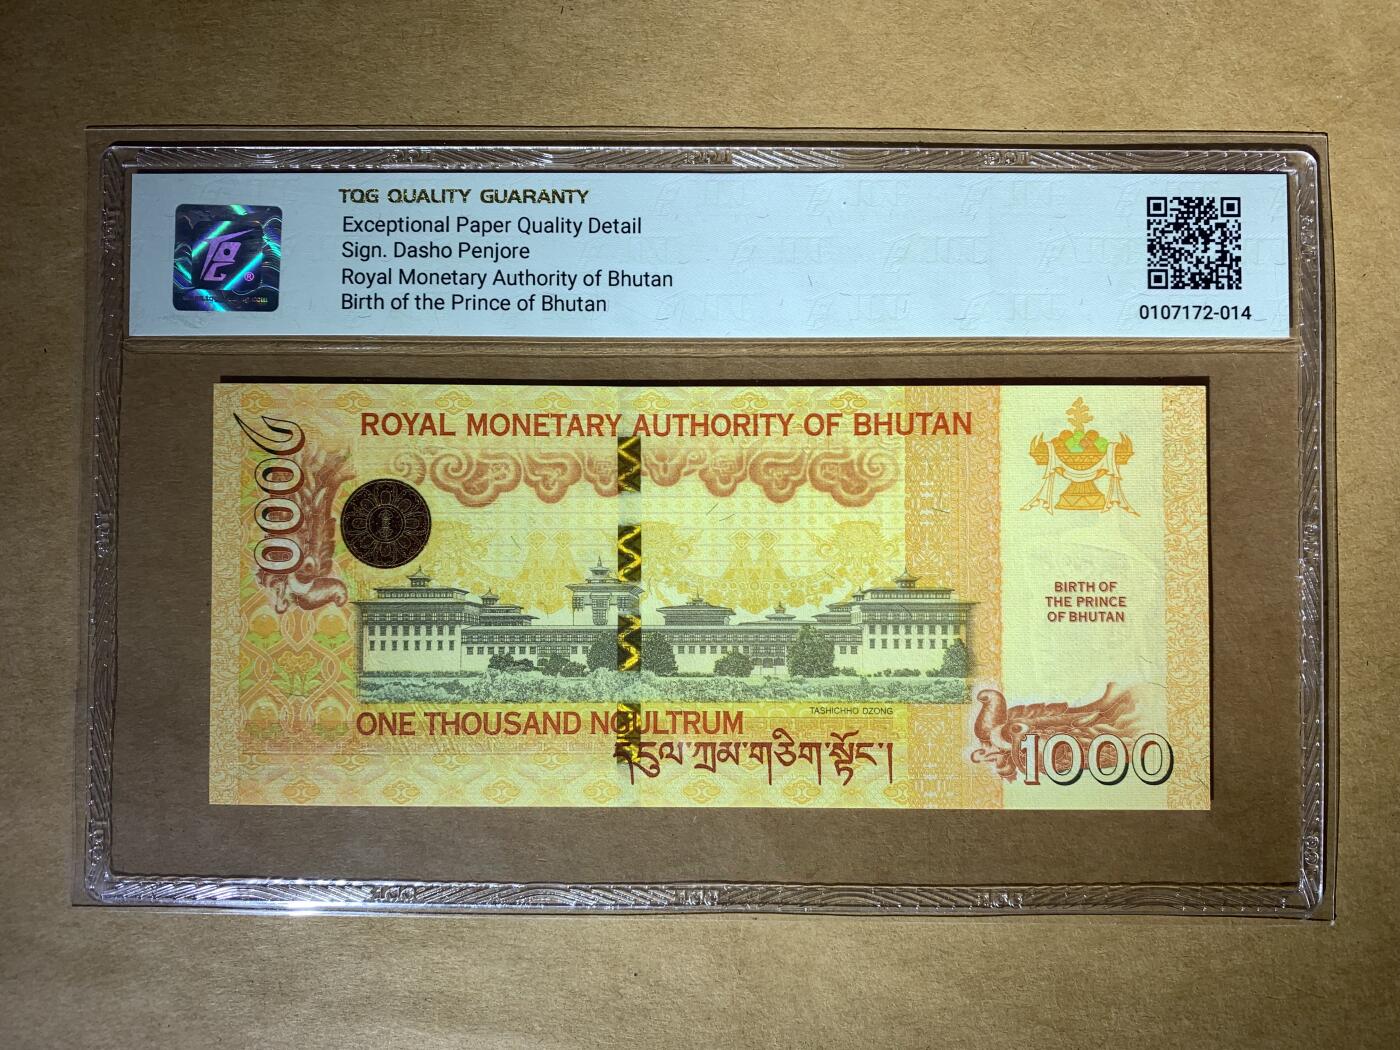 TQG QUALITY GUARANTY
Exceptional Paper Quality Detail
Sign. Dasho Penjore
Royal Monetary Authority of Bhutan
Birth of the Prince of Bhutan
0107172-014
ROYAL MONETARY AUTHORITY OF BHUTAN
1000
BIRTH OF
THE PRINCE
OF BHUTAN
TASHICHHO DZONG
ONE THOUSAND NGULTRUM
དངུལ་ཀྲམ་གཅིག་སྟོང་།
1000